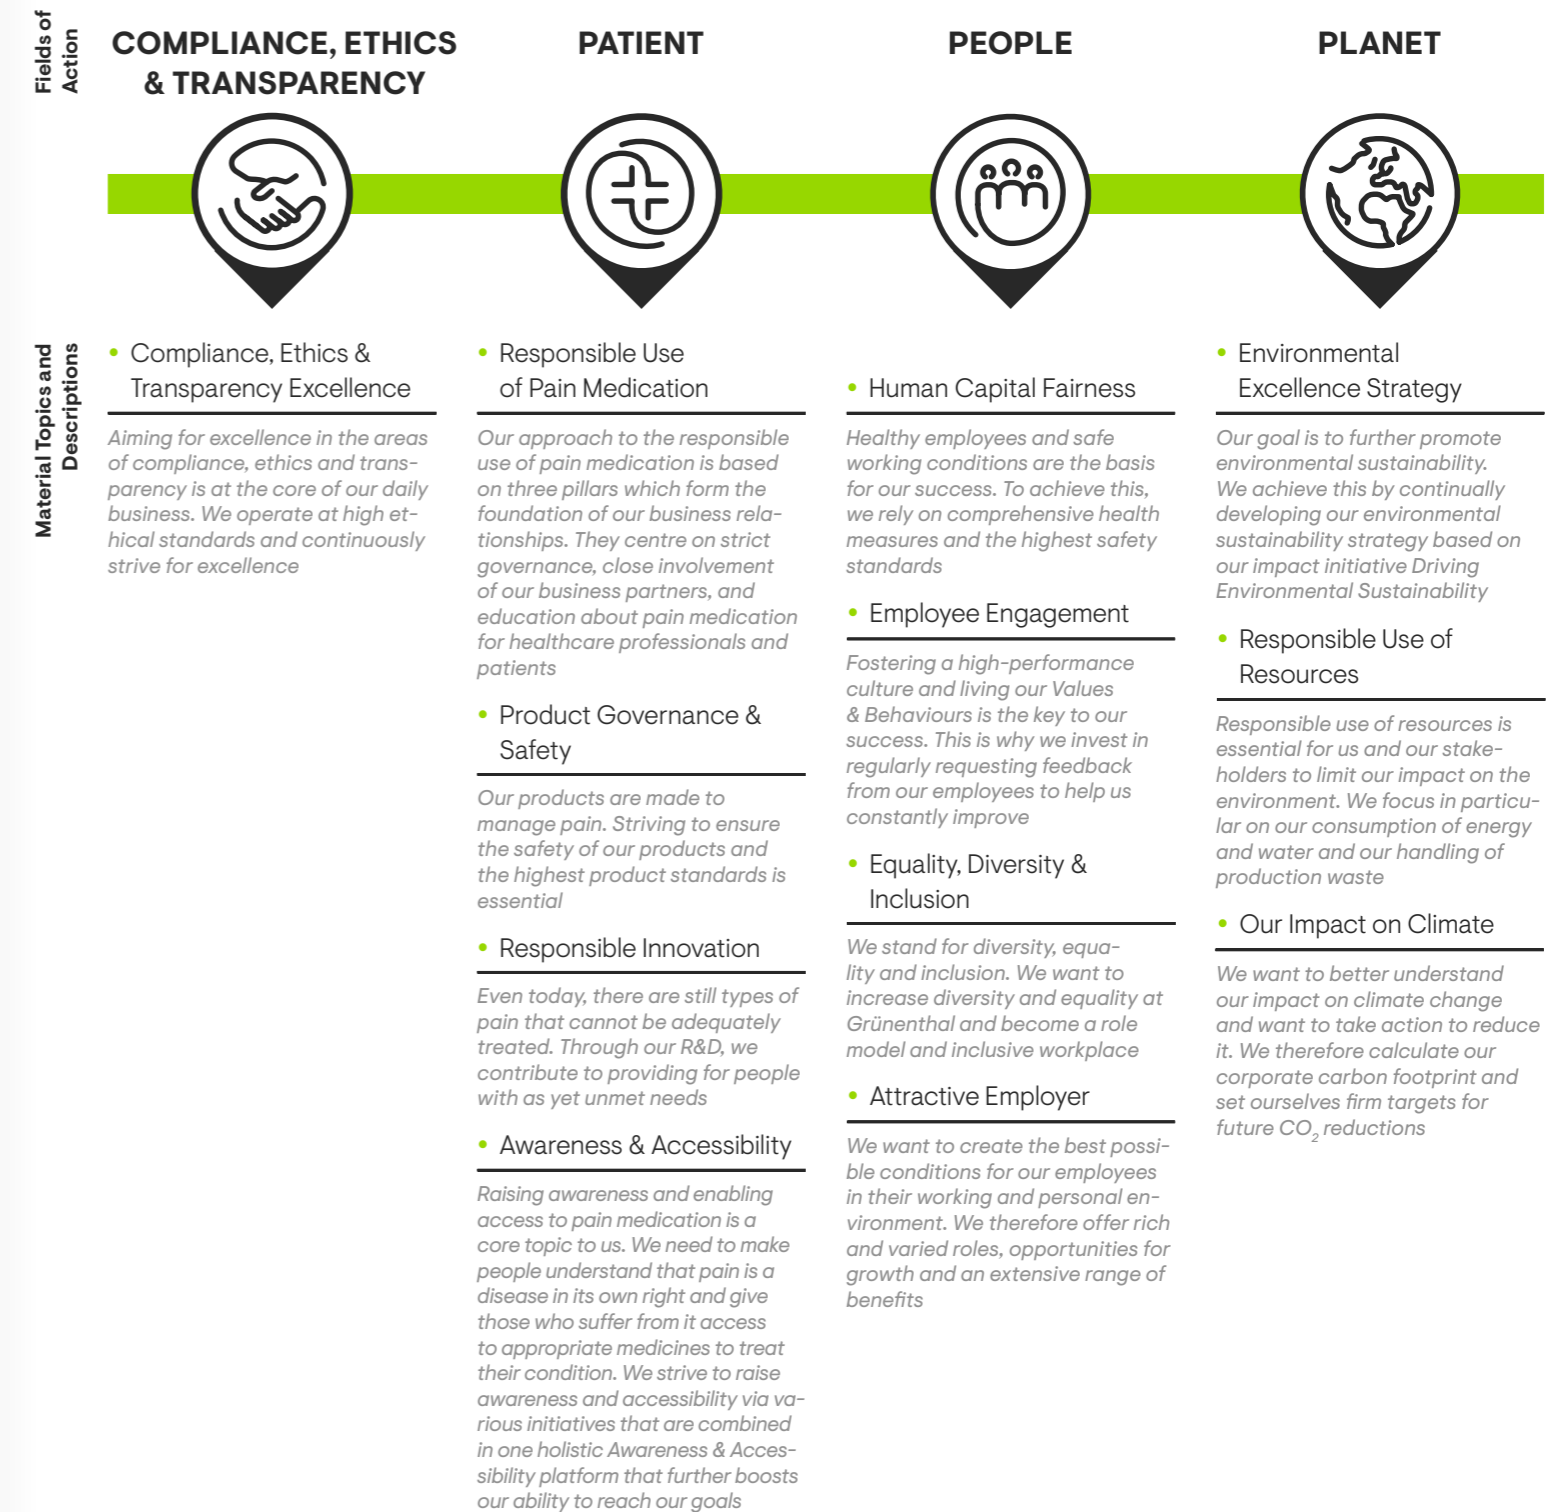 Fields of
Action
COMPLIANCE, ETHICS
& TRANSPARENCY
PATIENT
PEOPLE
PLANET
Material Topics and
Descriptions
• Compliance, Ethics &
Transparency Excellence
Aiming for excellence in the areas
of compliance, ethics and trans-
parency is at the core of our daily
business. We operate at high et-
hical standards and continuously
strive for excellence
• Responsible Use
of Pain Medication
Our approach to the responsible
use of pain medication is based
on three pillars which form the
foundation of our business rela-
tionships. They centre on strict
governance, close involvement
of our business partners, and
education about pain medication
for healthcare professionals and
patients
• Product Governance &
Safety
Our products are made to
manage pain. Striving to ensure
the safety of our products and
the highest product standards is
essential
• Responsible Innovation
Even today, there are still types of
pain that cannot be adequately
treated. Through our R&D, we
contribute to providing for people
with as yet unmet needs
• Awareness & Accessibility
Raising awareness and enabling
access to pain medication is a
core topic to us. We need to make
people understand that pain is a
disease in its own right and give
those who suffer from it access
to appropriate medicines to treat
their condition. We strive to raise
awareness and accessibility via va-
rious initiatives that are combined
in one holistic Awareness & Acces-
sibility platform that further boosts
our ability to reach our goals
• Human Capital Fairness
Healthy employees and safe
working conditions are the basis
for our success. To achieve this,
we rely on comprehensive health
measures and the highest safety
standards
• Employee Engagement
Fostering a high-performance
culture and living our Values
& Behaviours is the key to our
success. This is why we invest in
regularly requesting feedback
from our employees to help us
constantly improve
• Equality, Diversity &
Inclusion
We stand for diversity, equa-
lity and inclusion. We want to
increase diversity and equality at
Grünenthal and become a role
model and inclusive workplace
• Attractive Employer
We want to create the best possi-
ble conditions for our employees
in their working and personal en-
vironment. We therefore offer rich
and varied roles, opportunities for
growth and an extensive range of
benefits
• Environmental
Excellence Strategy
Our goal is to further promote
environmental sustainability.
We achieve this by continually
developing our environmental
sustainability strategy based on
our impact initiative Driving
Environmental Sustainability
• Responsible Use of
Resources
Responsible use of resources is
essential for us and our stake-
holders to limit our impact on the
environment. We focus in particu-
lar on our consumption of energy
and water and our handling of
production waste
• Our Impact on Climate
We want to better understand
our impact on climate change
and want to take action to reduce
it. We therefore calculate our
corporate carbon footprint and
set ourselves firm targets for
future CO₂ reductions